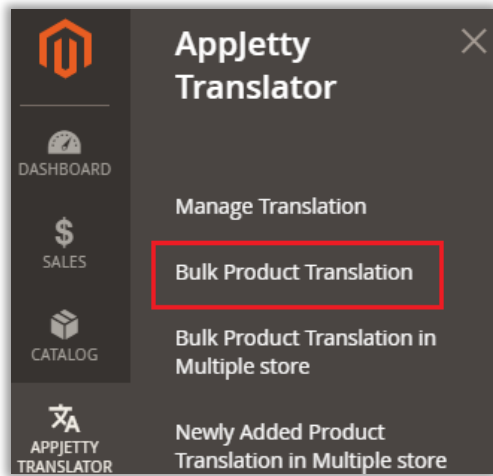 AppJetty
Translator
DASHBOARD
SALES
CATALOG
APPJETTY
TRANSLATOR
Manage Translation
Bulk Product Translation
Bulk Product Translation in
Multiple store
Newly Added Product
Translation in Multiple store